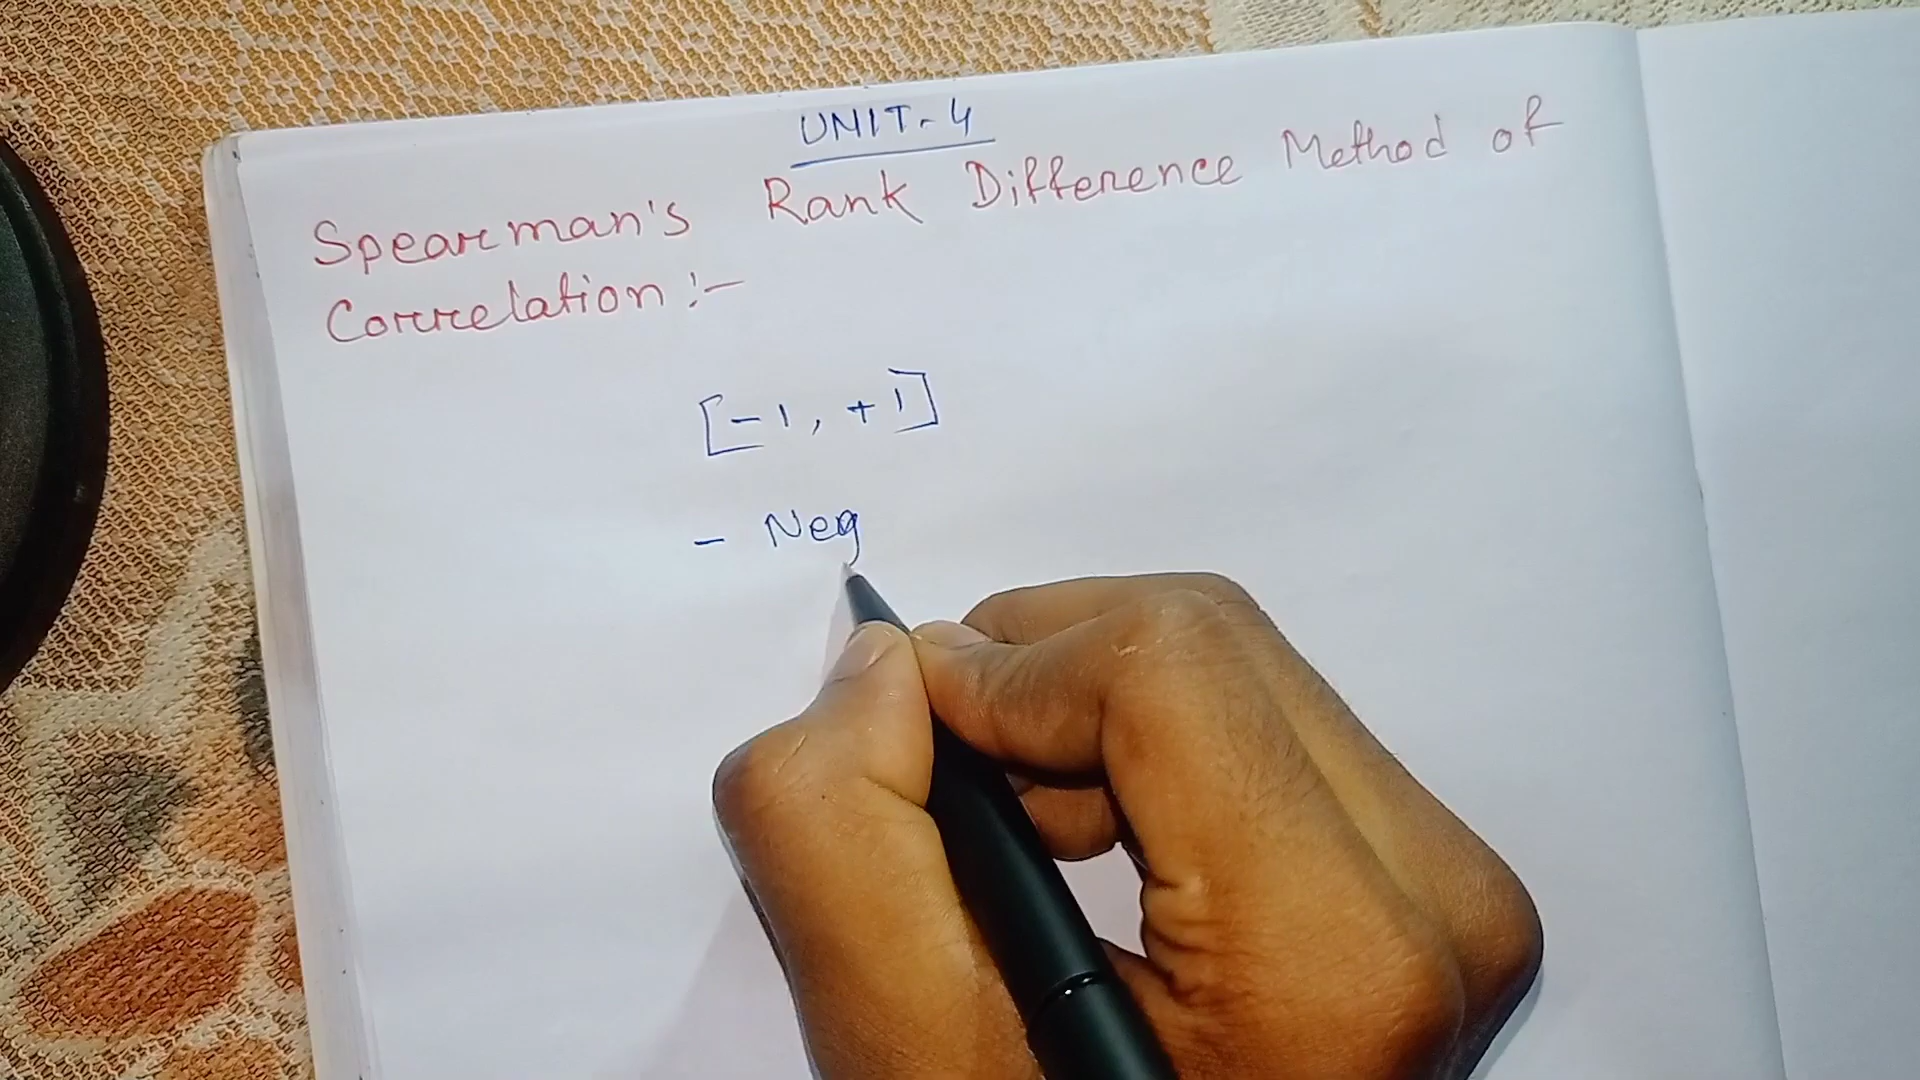 UNIT-4
Spearman's Rank Difference Method of
Correlation :-
[-1, +1]
- Neg